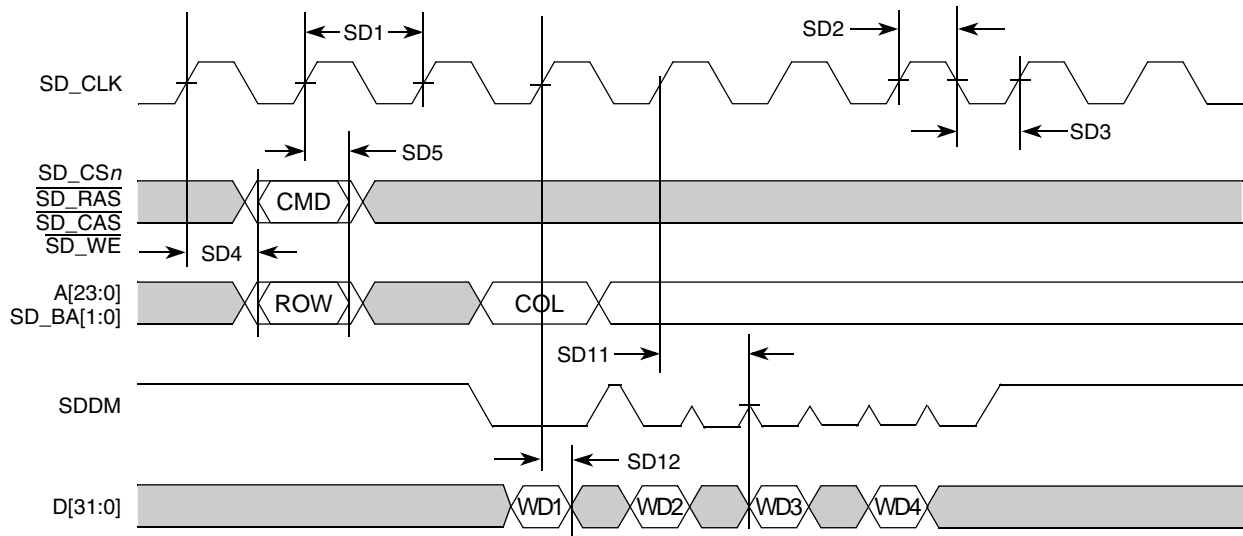 SD1
SD2
SD_CLK
SD3
SD5
SD_CSn
SD_RAS
SD_CAS
SD_WE
CMD
SD4
A[23:0]
SD_BA[1:0]
ROW
COL
SD11
SDDM
SD12
D[31:0]
WD1
WD2
WD3
WD4